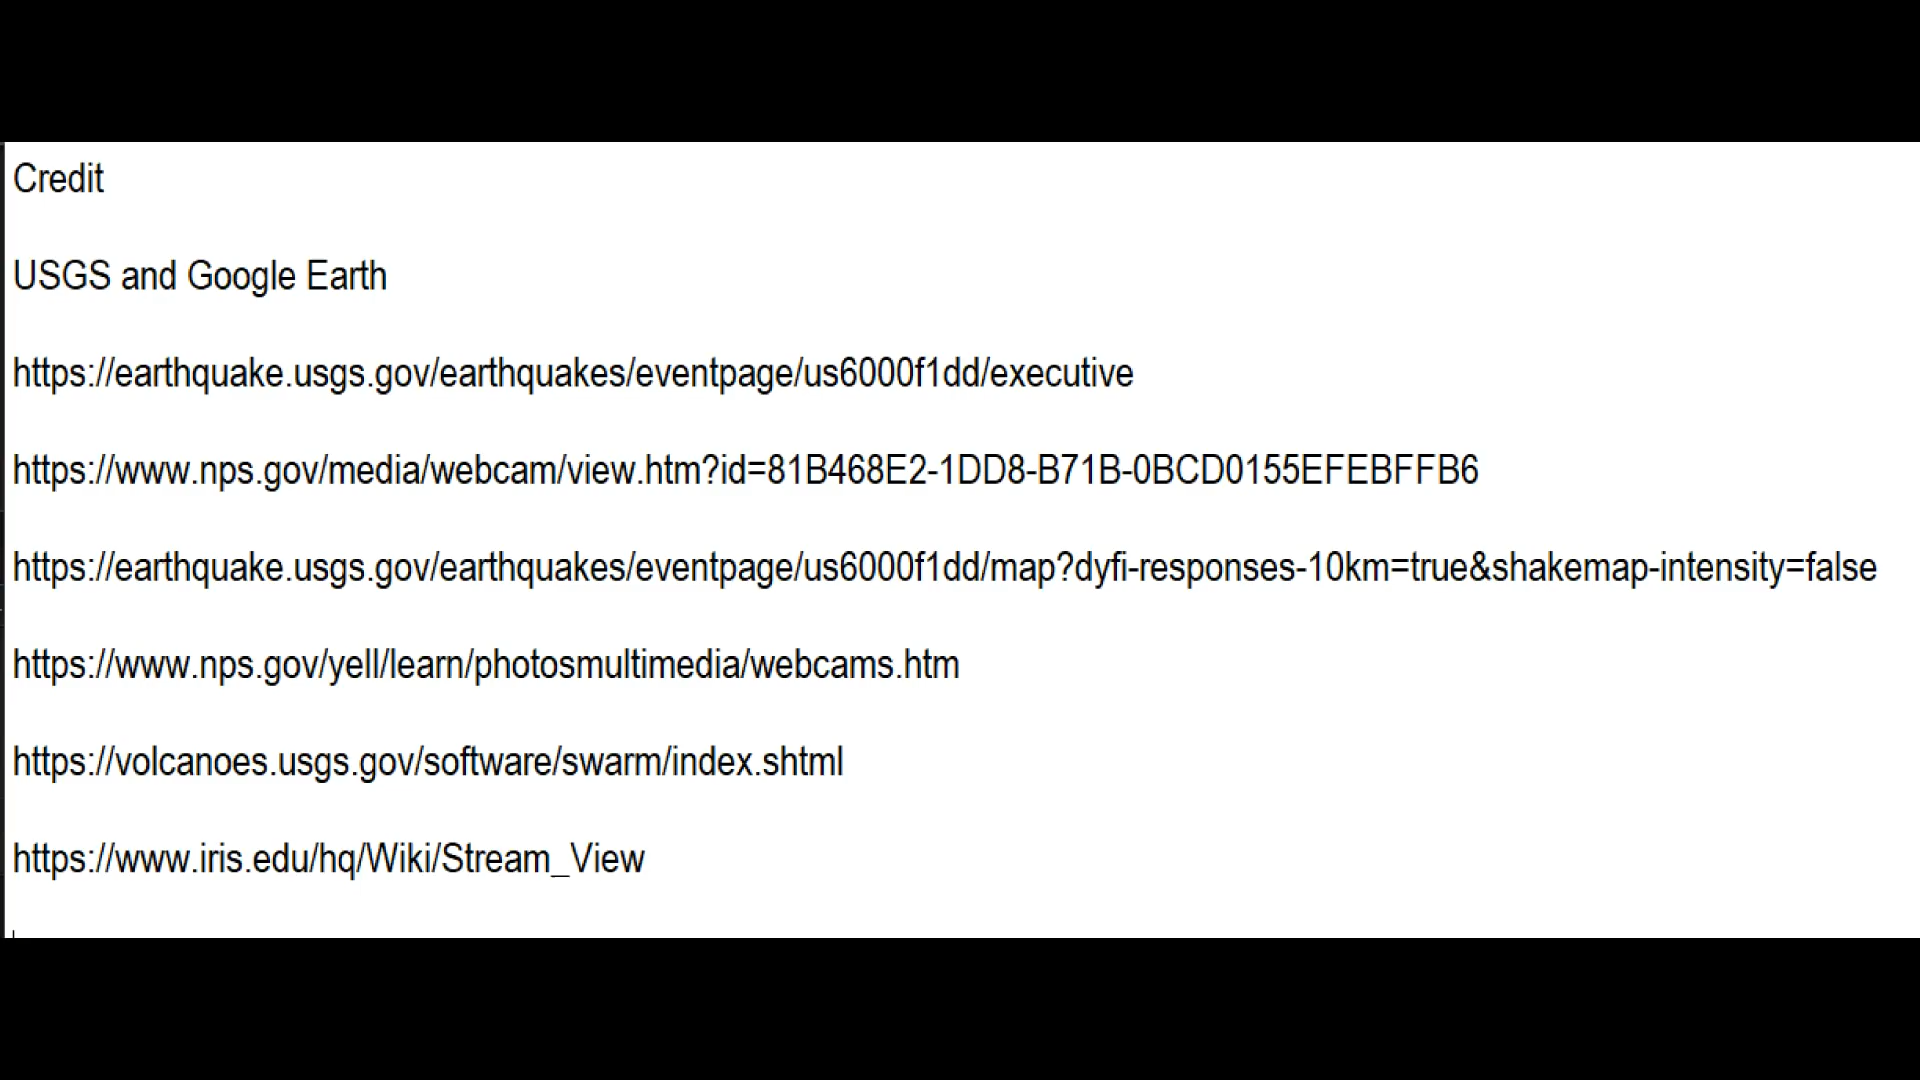 Credit
USGS and Google Earth
https://earthquake.usgs.gov/earthquakes/eventpage/us6000f1dd/executive
https://www.nps.gov/media/webcam/view.htm?id=81B468E2-1DD8-B71B-0BCD0155EFEBFFB6
https://earthquake.usgs.gov/earthquakes/eventpage/us6000f1dd/map?dyfi-responses-10km=true&shakemap-intensity=false
https://www.nps.gov/yell/learn/photosmultimedia/webcams.htm
https://volcanoes.usgs.gov/software/swarm/index.shtml
https://www.iris.edu/hq/Wiki/Stream_View